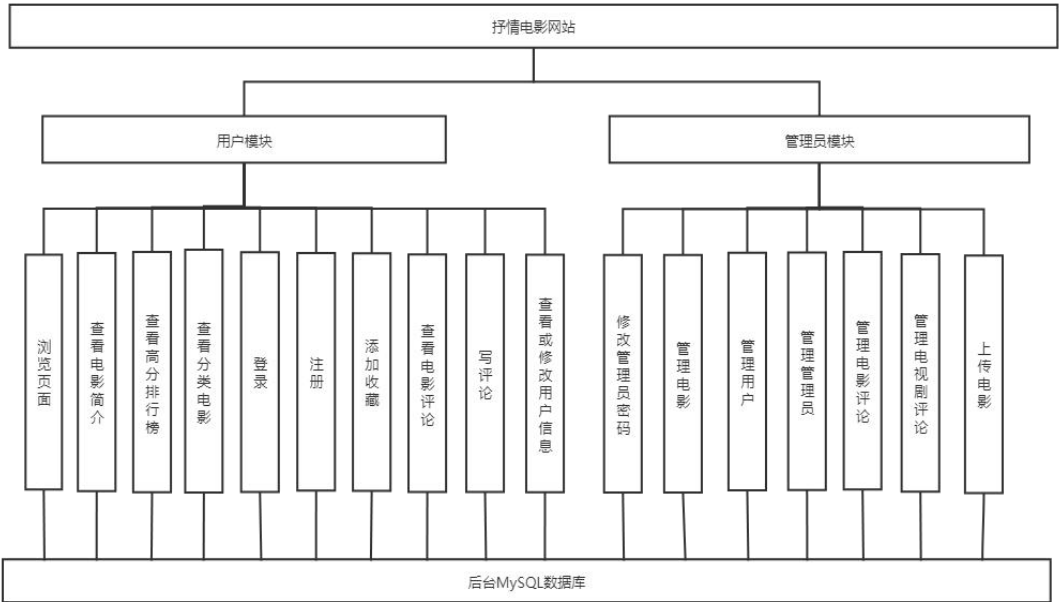 抒情电影网站
用户模块
管理员模块
浏览页面
查看电影简介
查看高分排行榜
查看分类电影
登录
注册
添加收藏
查看电影评论
写评论
查看或修改用户信息
修改管理员密码
管理电影
管理用户
管理管理员
管理电影评论
管理电视剧评论
上传电影
后台MySQL数据库